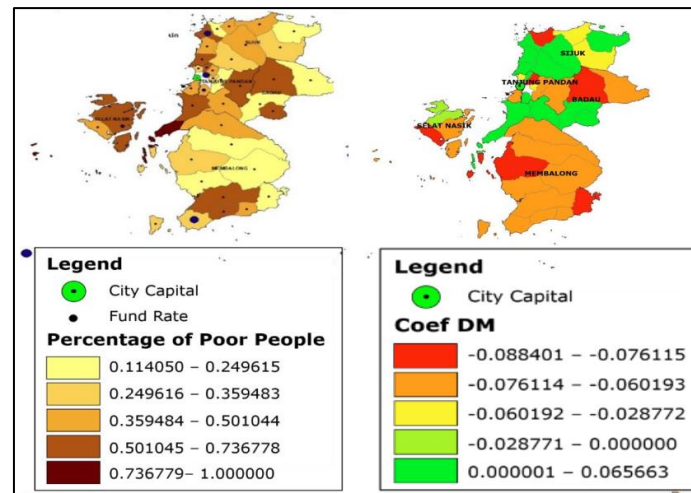 SIJUK
TANJUNG PANDAN
BADAU
SELAT NASIK
MEMBALONG
SIJUK
TANJUNG PANDAN
BADAU
SELAT NASIK
MEMBALONG
Legend
City Capital
Fund Rate
Percentage of Poor People
0.114050 – 0.249615
0.249616 – 0.359483
0.359484 – 0.501044
0.501045 – 0.736778
0.736779– 1.000000
Legend
City Capital
Coef DM
-0.088401 – -0.076115
-0.076114 – -0.060193
-0.060192 – -0.028772
-0.028771 – 0.000000
0.000001 – 0.065663